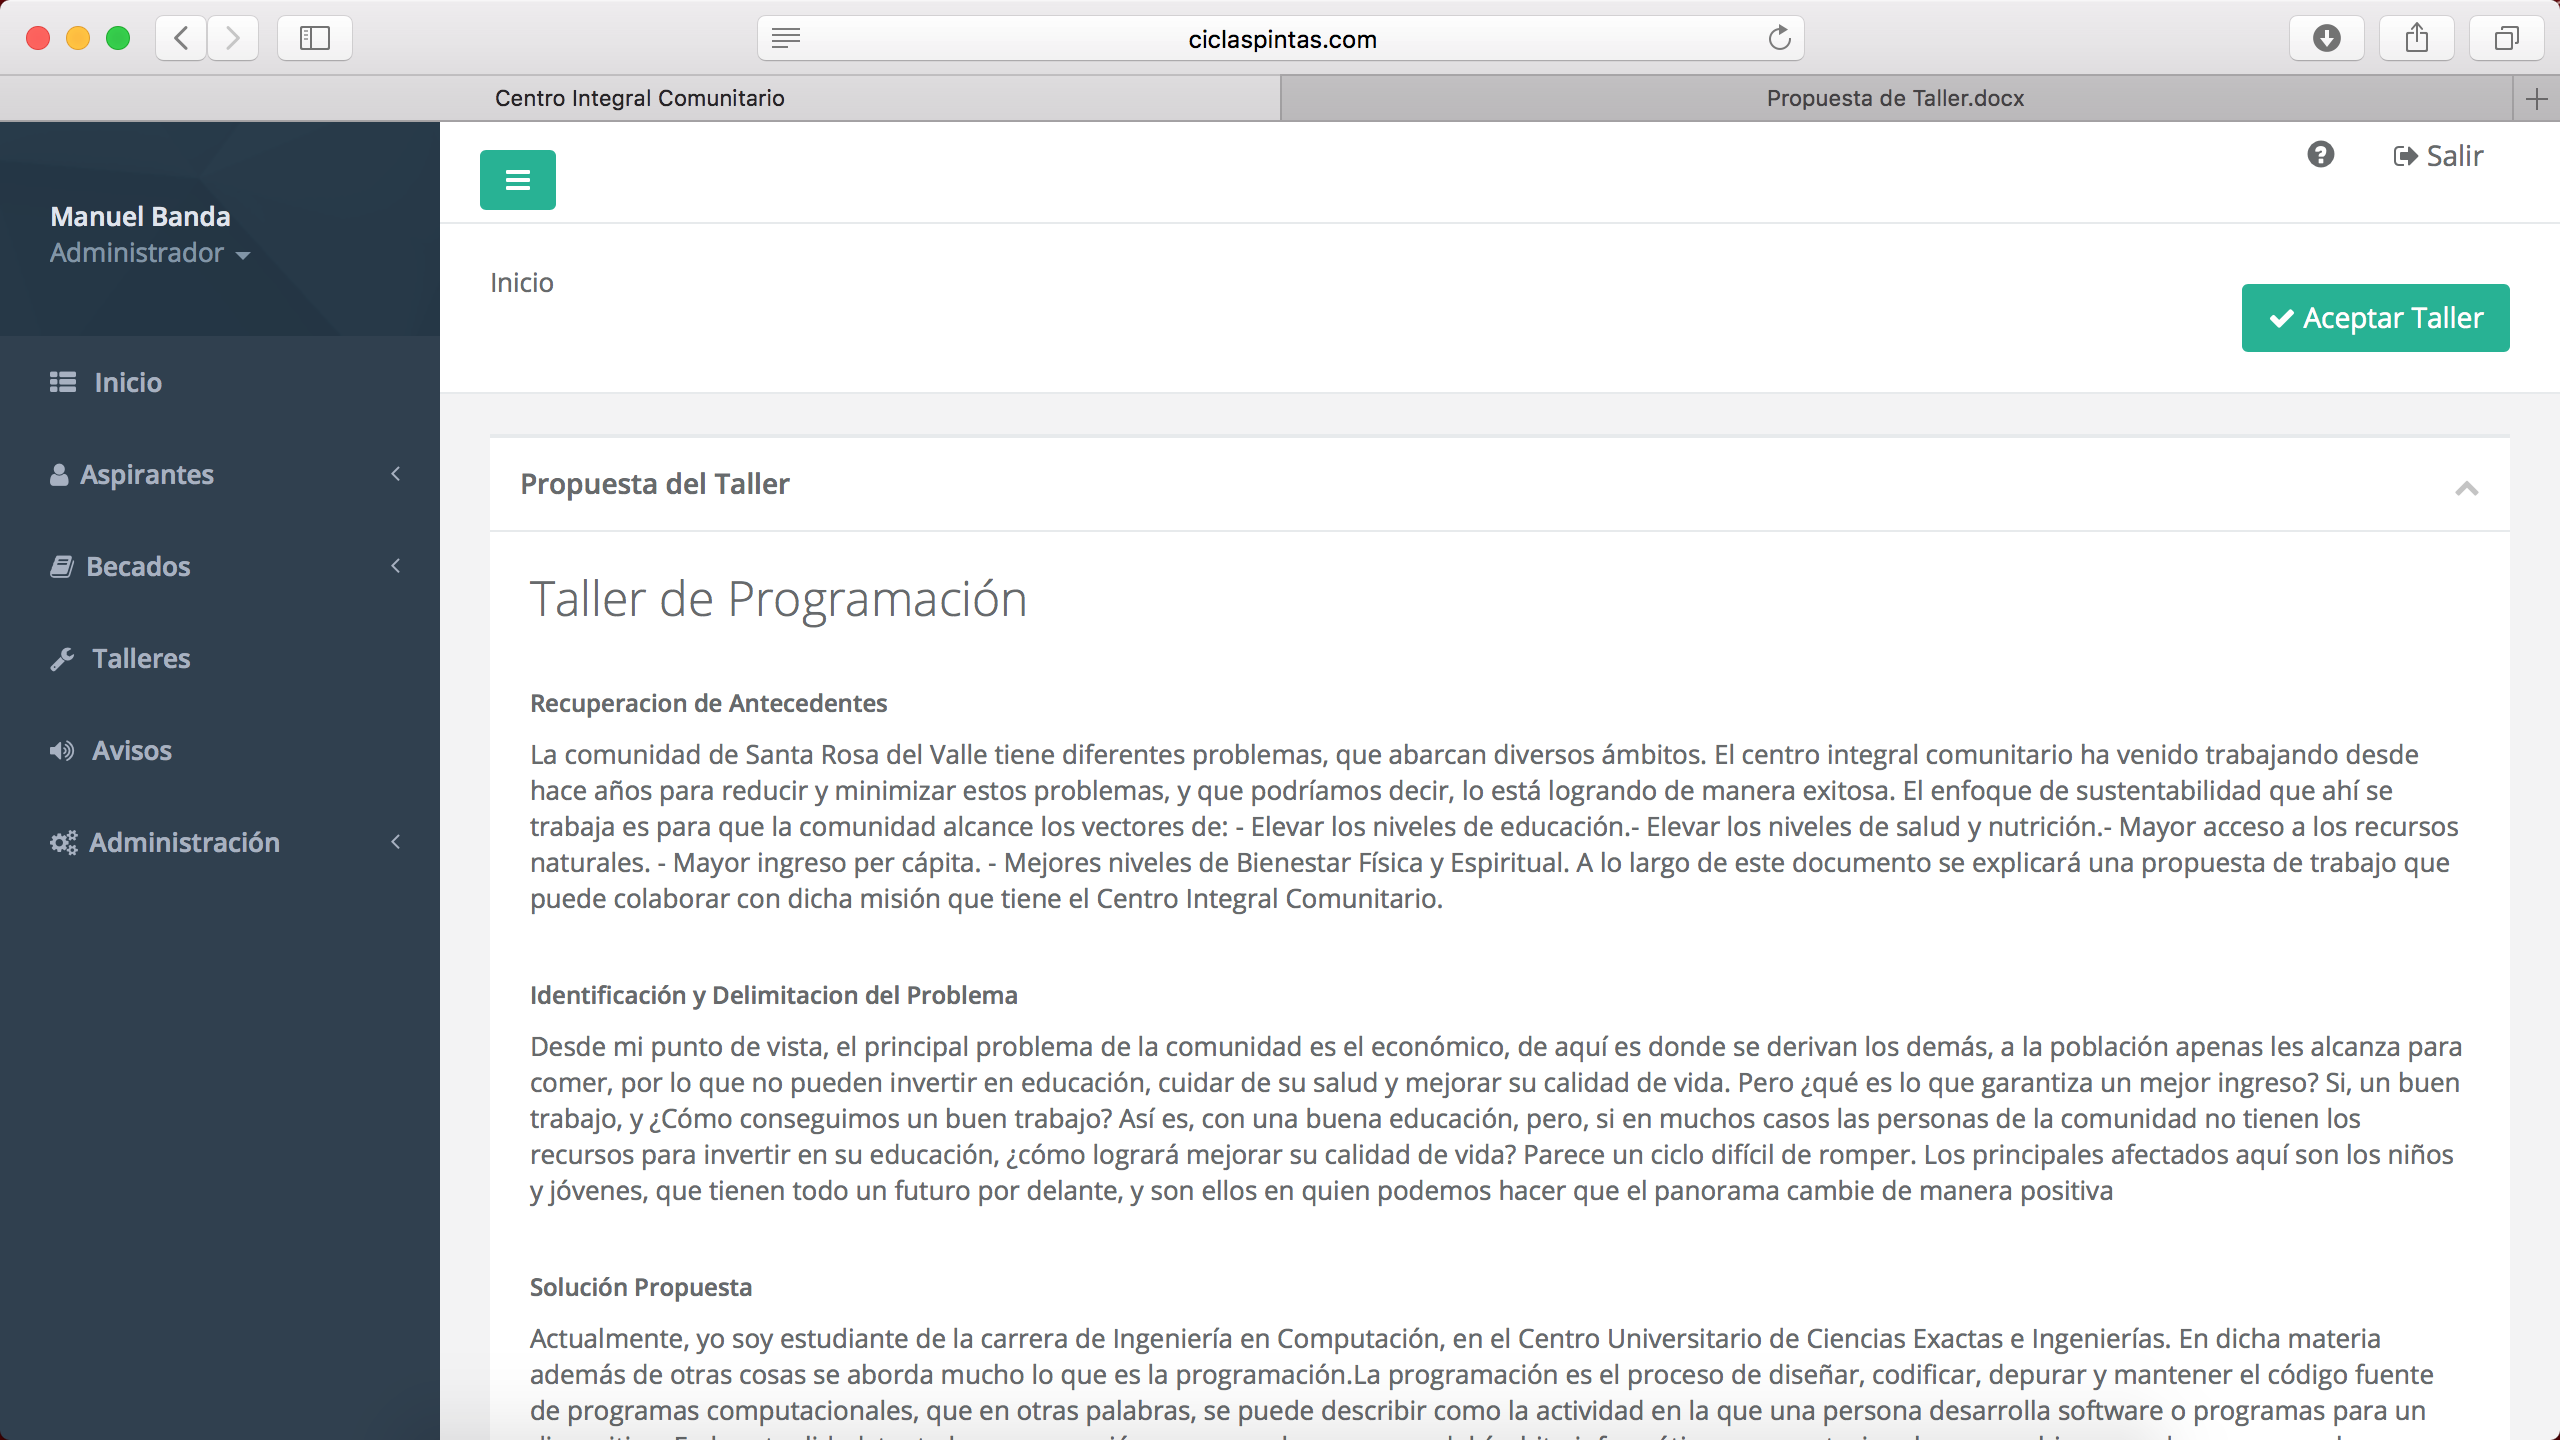 ciclaspintas.com
Centro Integral Comunitario
Propuesta de Taller.docx
Manuel Banda
Administrador
Inicio
Aspirantes
Becados
Talleres
Avisos
Administración
Salir
Inicio
Aceptar Taller
Propuesta del Taller
Taller de Programación
Recuperacion de Antecedentes
La comunidad de Santa Rosa del Valle tiene diferentes problemas, que abarcan diversos ámbitos. El centro integral comunitario ha venido trabajando desde
hace años para reducir y minimizar estos problemas, y que podríamos decir, lo está logrando de manera exitosa. El enfoque de sustentabilidad que ahí se
trabaja es para que la comunidad alcance los vectores de: - Elevar los niveles de educación.- Elevar los niveles de salud y nutrición.- Mayor acceso a los recursos
naturales. - Mayor ingreso per cápita. - Mejores niveles de Bienestar Física y Espiritual. A lo largo de este documento se explicará una propuesta de trabajo que
puede colaborar con dicha misión que tiene el Centro Integral Comunitario.
Identificación y Delimitacion del Problema
Desde mi punto de vista, el principal problema de la comunidad es el económico, de aquí es donde se derivan los demás, a la población apenas les alcanza para
comer, por lo que no pueden invertir en educación, cuidar de su salud y mejorar su calidad de vida. Pero ¿qué es lo que garantiza un mejor ingreso? Si, un buen
trabajo, y ¿Cómo conseguimos un buen trabajo? Así es, con una buena educación, pero, si en muchos casos las personas de la comunidad no tienen los
recursos para invertir en su educación, ¿cómo logrará mejorar su calidad de vida? Parece un ciclo difícil de romper. Los principales afectados aquí son los niños
y jóvenes, que tienen todo un futuro por delante, y son ellos en quien podemos hacer que el panorama cambie de manera positiva
Solución Propuesta
Actualmente, yo soy estudiante de la carrera de Ingeniería en Computación, en el Centro Universitario de Ciencias Exactas e Ingenierías. En dicha materia
además de otras cosas se aborda mucho lo que es la programación.La programación es el proceso de diseñar, codificar, depurar y mantener el código fuente
de programas computacionales, que en otras palabras, se puede describir como la actividad en la que una persona desarrolla software o programas para un